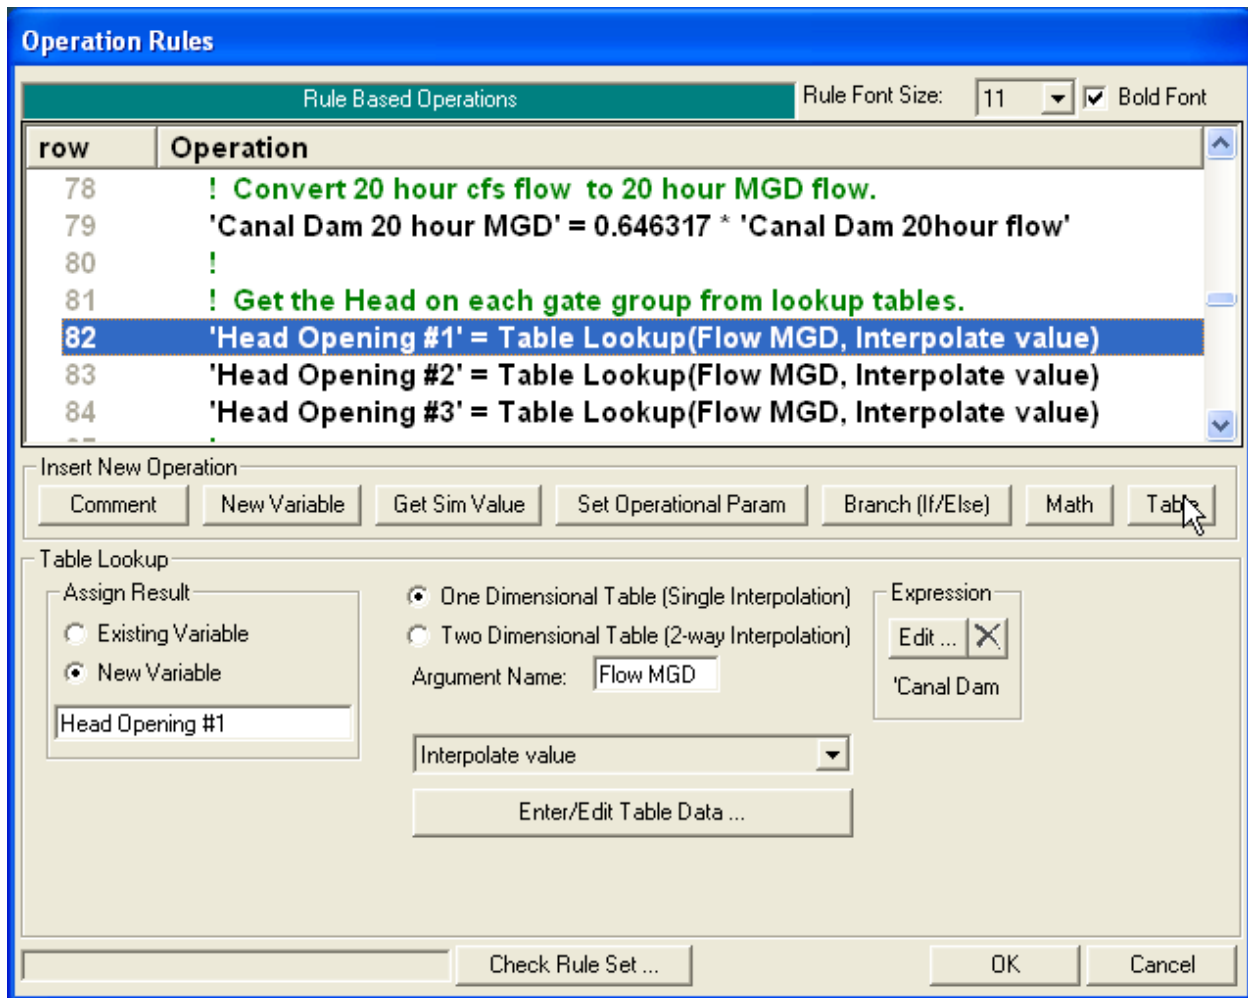 Operation Rules
Rule Based Operations Rule Font Size: 11 Bold Font
row Operation
78 ! Convert 20 hour cfs flow to 20 hour MGD flow.
79 'Canal Dam 20 hour MGD' = 0.646317 * 'Canal Dam 20hour flow'
80 !
81 ! Get the Head on each gate group from lookup tables.
82 'Head Opening #1' = Table Lookup(Flow MGD, Interpolate value)
83 'Head Opening #2' = Table Lookup(Flow MGD, Interpolate value)
84 'Head Opening #3' = Table Lookup(Flow MGD, Interpolate value)
Insert New Operation
Comment New Variable Get Sim Value Set Operational Param Branch (If/Else) Math Table
Table Lookup
Assign Result
Existing Variable
New Variable
Head Opening #1
One Dimensional Table (Single Interpolation)
Two Dimensional Table (2-way Interpolation)
Argument Name: Flow MGD
Interpolate value
Enter/Edit Table Data ...
Expression
Edit ...
'Canal Dam
Check Rule Set ... OK Cancel